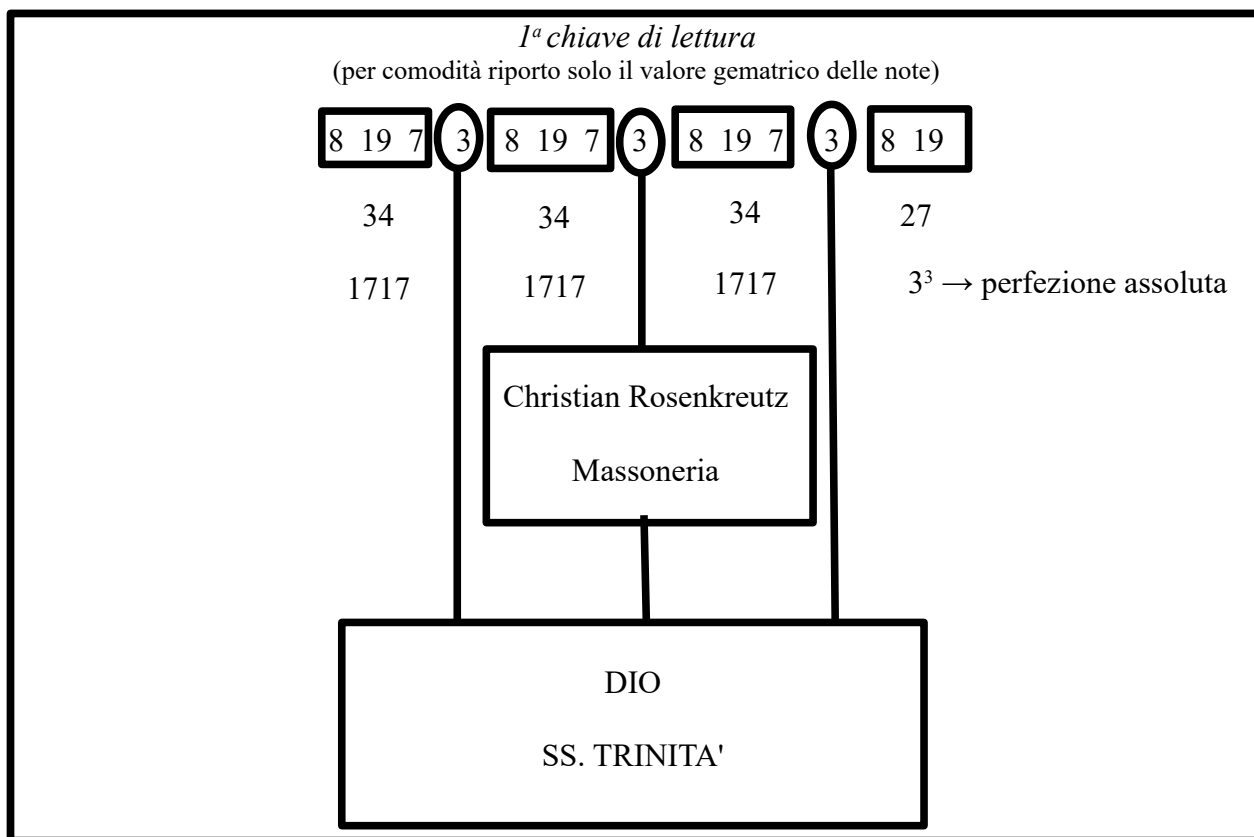 1ª chiave di lettura
(per comodità riporto solo il valore gematrico delle note)
8 19 7 3 8 19 7 3 8 19 7 3 8 19
34 34 34 27
1717 1717 1717 3³ → perfezione assoluta
Christian Rosenkreutz
Massoneria
DIO
SS. TRINITA'